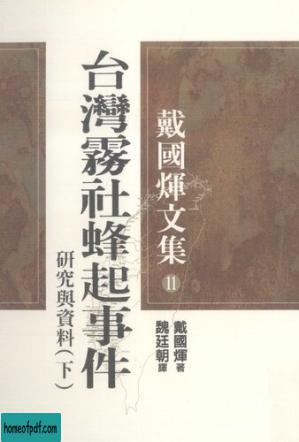 戴國煇文集 11
台灣霧社蜂起事件
研究與資料(下)
戴國煇 著
魏廷朝 譯
homeofpdf.com